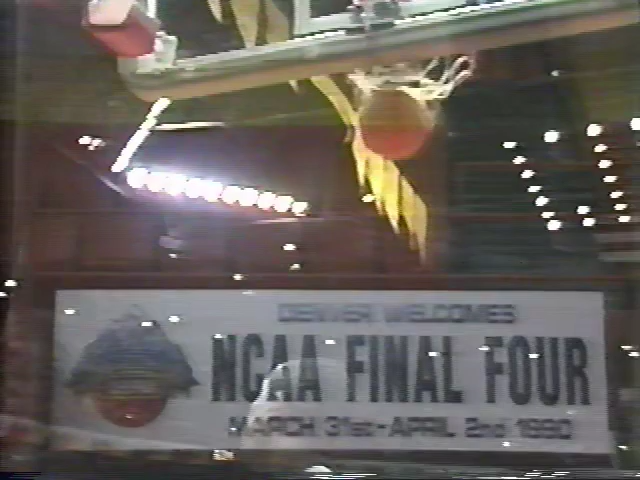 DENVER WELCOMES
NCAA FINAL FOUR
MARCH 31st-APRIL 2nd 1990